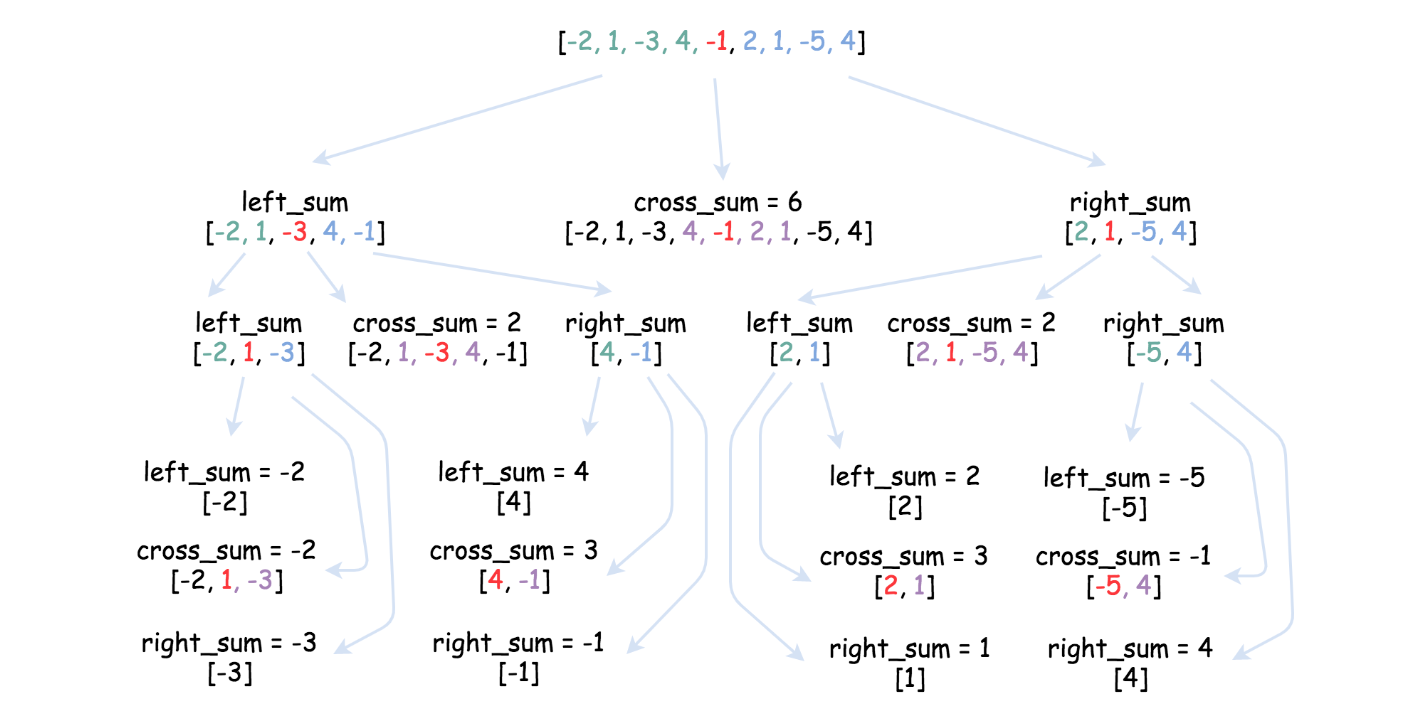 [-2, 1, -3, 4, -1, 2, 1, -5, 4]
left_sum
[-2, 1, -3, 4, -1]
cross_sum = 6
[-2, 1, -3, 4, -1, 2, 1, -5, 4]
right_sum
[2, 1, -5, 4]
left_sum
[-2, 1, -3]
cross_sum = 2
[-2, 1, -3, 4, -1]
right_sum
[4, -1]
left_sum
[2, 1]
cross_sum = 2
[2, 1, -5, 4]
right_sum
[-5, 4]
left_sum = -2
[-2]
cross_sum = -2
[-2, 1, -3]
right_sum = -3
[-3]
left_sum = 4
[4]
cross_sum = 3
[4, -1]
right_sum = -1
[-1]
left_sum = 2
[2]
cross_sum = 3
[2, 1]
right_sum = 1
[1]
left_sum = -5
[-5]
cross_sum = -1
[-5, 4]
right_sum = 4
[4]